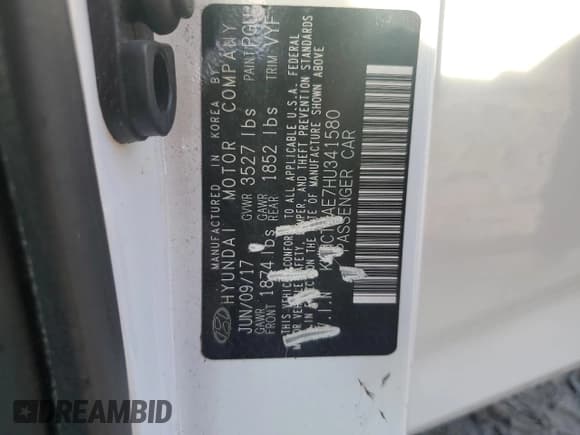 MANUFACTURED IN KOREA BY
HYUNDAI MOTOR COMPANY
JUN/09/17 GVWR 3527 lbs PAINT
GAWR FRONT 1874 lbs GAWR REAR 1852 lbs TRIM VYF
THIS VEHICLE CONFORMS TO ALL APPLICABLE U.S.A. FEDERAL
MOTOR VEHICLE SAFETY, BUMPER, AND THEFT PREVENTION STANDARDS
IN EFFECT ON THE DATE OF MANUFACTURE SHOWN ABOVE
V.I.N AE7HU341580
PASSENGER CAR
DREAMBID